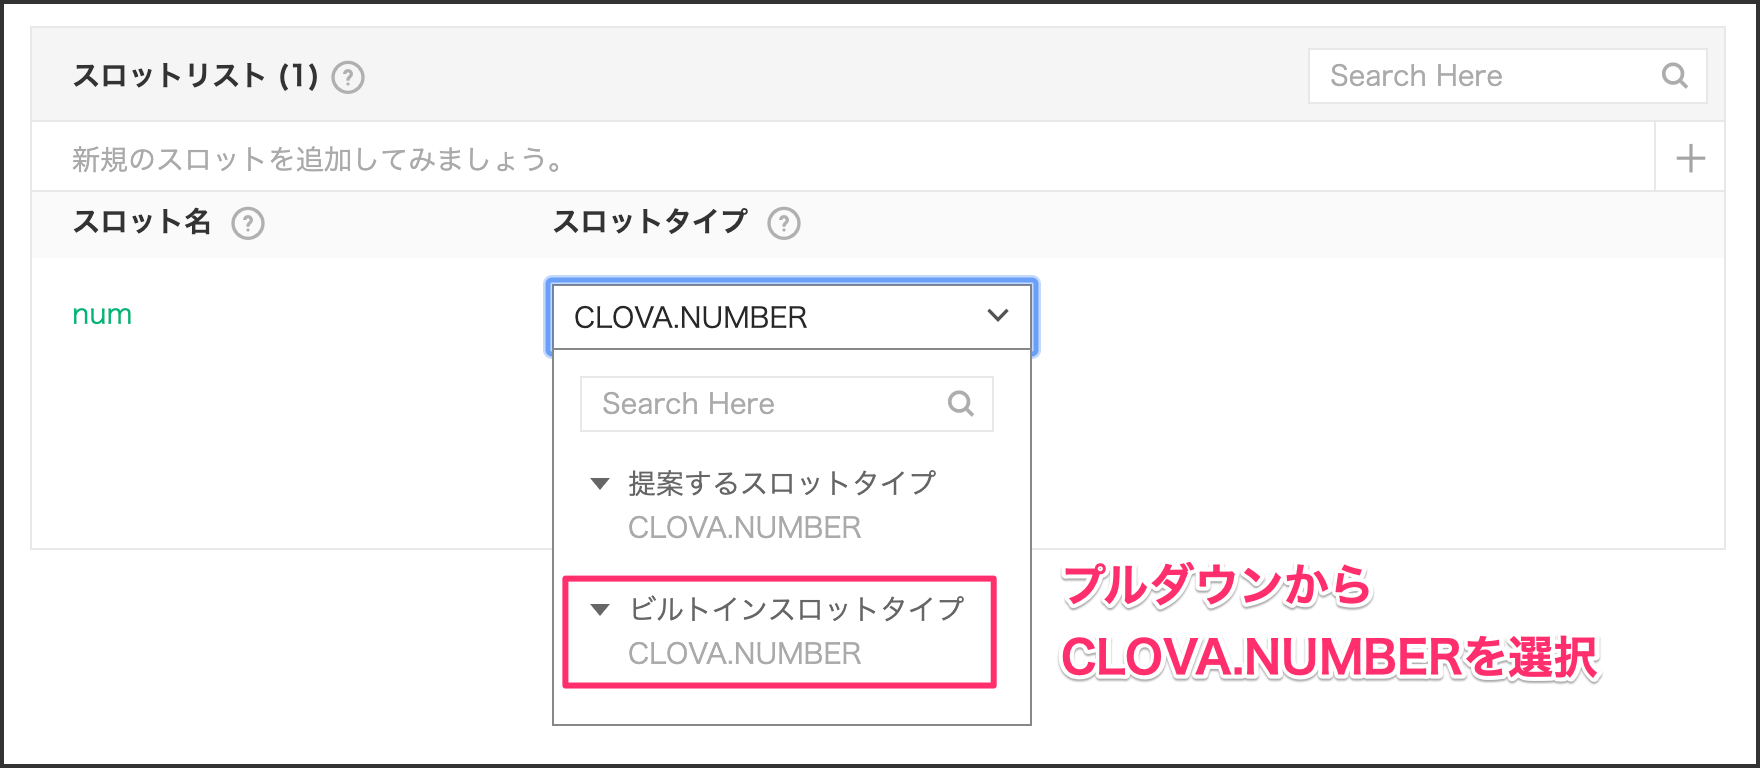 スロットリスト (1) ?
Search Here
新規のスロットを追加してみましょう。
スロット名 ? スロットタイプ ?
num
CLOVA.NUMBER
Search Here
▼ 提案するスロットタイプ
CLOVA.NUMBER
▼ ビルトインスロットタイプ
CLOVA.NUMBER
プルダウンから
CLOVA.NUMBERを選択